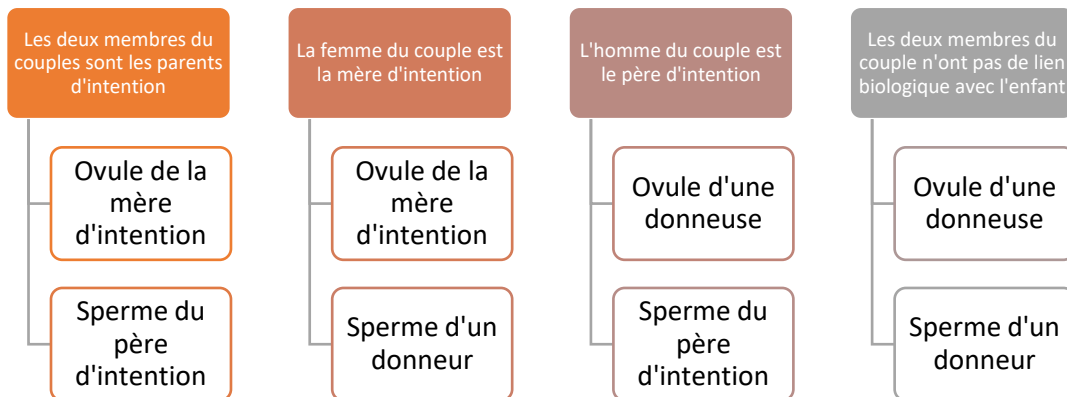 Les deux membres du
couples sont les parents
d'intention
Ovule de la
mère
d'intention
Sperme du
père
d'intention
La femme du couple est
la mère d'intention
Ovule de la
mère
d'intention
Sperme d'un
donneur
L'homme du couple est
le père d'intention
Ovule d'une
donneuse
Sperme du
père
d'intention
Les deux membres du
couple n'ont pas de lien
biologique avec l'enfant
Ovule d'une
donneuse
Sperme d'un
donneur